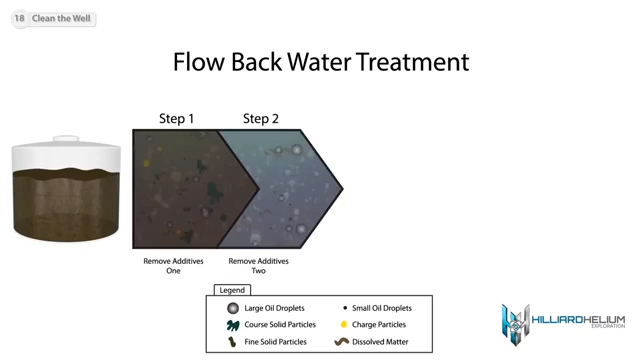 18 Clean the Well
Flow Back Water Treatment
Step 1 Step 2
Remove Additives
One
Remove Additives
Two
Legend
Large Oil Droplets
Small Oil Droplets
Course Solid Particles
Charge Particles
Fine Solid Particles
Dissolved Matter
HILLIARDHELIUM
EXPLORATION